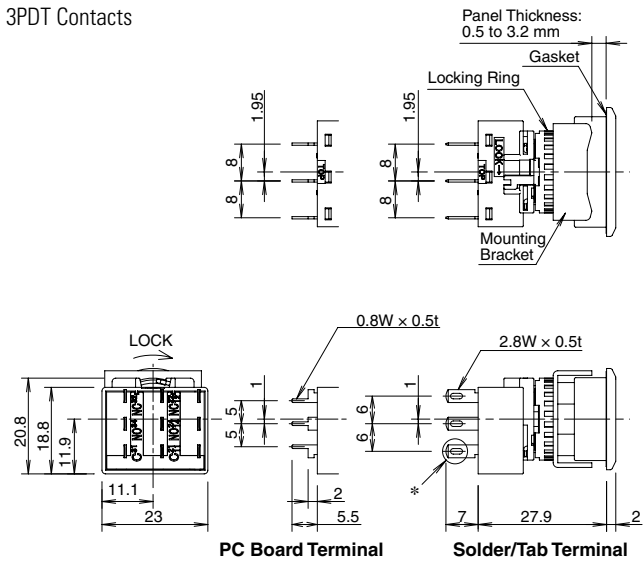 3PDT Contacts
Panel Thickness:
0.5 to 3.2 mm
Gasket
Locking Ring
1.95
8
8
TOP
1.95
8
8
TOP
LOCK
Mounting
Bracket
LOCK
20.8
18.8
11.9
11.1
23
0.8W × 0.5t
1
5
5
2
5.5
PC Board Terminal
2.8W × 0.5t
1
6
6
*
7
27.9
2
Solder/Tab Terminal